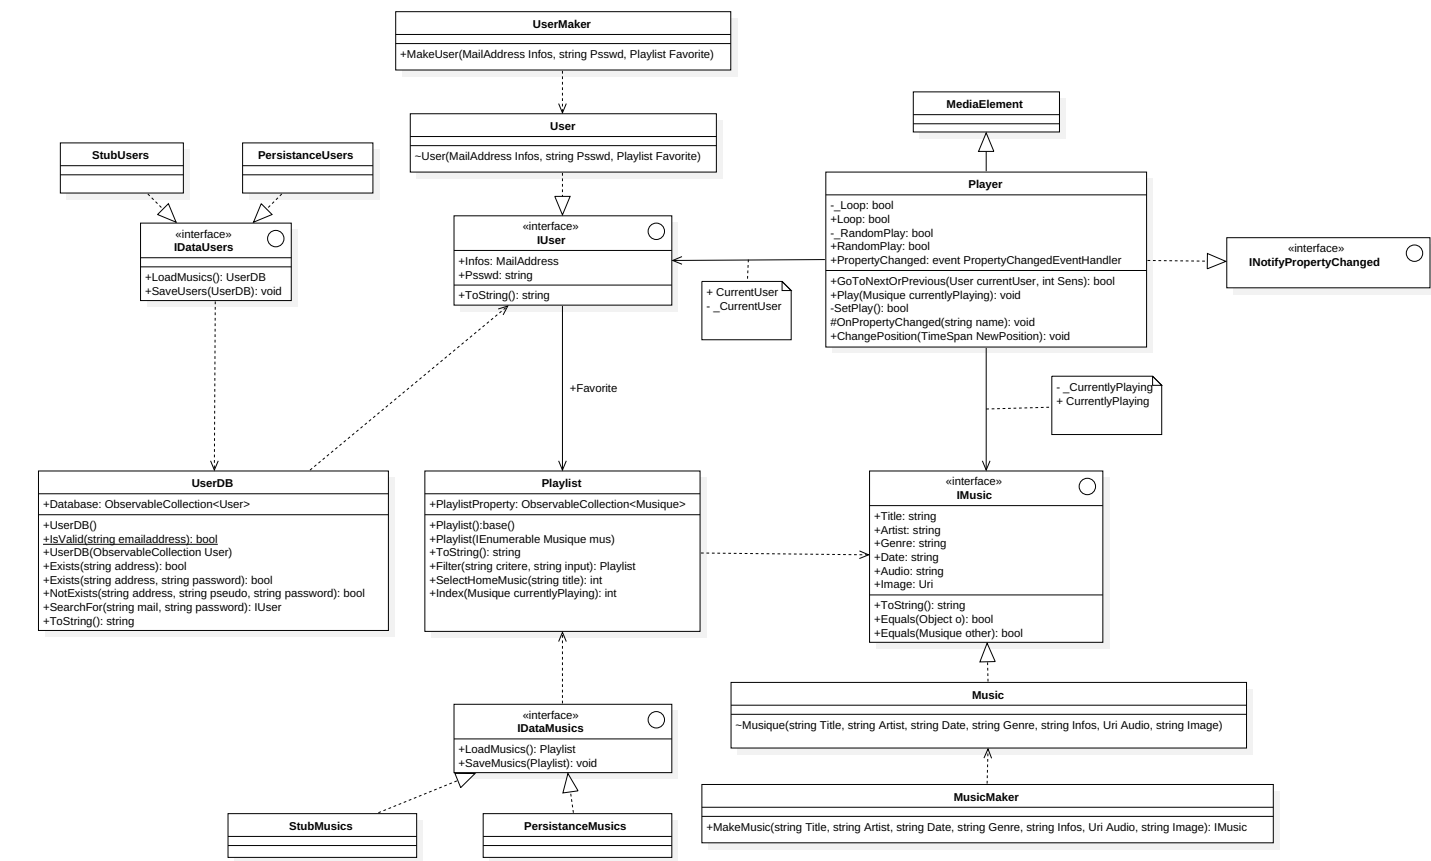 UserMaker
+MakeUser(MailAddress Infos, string Psswd, Playlist Favorite)
User
~User(MailAddress Infos, string Psswd, Playlist Favorite)
MediaElement
StubUsers
PersistanceUsers
«interface»
IDataUsers
+LoadMusics(): UserDB
+SaveUsers(UserDB): void
«interface»
IUser
+Infos: MailAddress
+Psswd: string
+ToString(): string
+ CurrentUser
- _CurrentUser
Player
-_Loop: bool
+Loop: bool
-_RandomPlay: bool
+RandomPlay: bool
+PropertyChanged: event PropertyChangedEventHandler
+GoToNextOrPrevious(User currentUser, int Sens): bool
+Play(Musique currentlyPlaying): void
-SetPlay(): bool
#OnPropertyChanged(string name): void
+ChangePosition(TimeSpan NewPosition): void
«interface»
INotifyPropertyChanged
+Favorite
- _CurrentlyPlaying
+ CurrentlyPlaying
UserDB
+Database: ObservableCollection<User>
+UserDB()
+IsValid(string emailaddress): bool
+UserDB(ObservableCollection User)
+Exists(string address): bool
+Exists(string address, string password): bool
+NotExists(string address, string pseudo, string password): bool
+SearchFor(string mail, string password): IUser
+ToString(): string
Playlist
+PlaylistProperty: ObservableCollection<Musique>
+Playlist():base()
+Playlist(IEnumerable Musique mus)
+ToString(): string
+Filter(string critere, string input): Playlist
+SelectHomeMusic(string title): int
+Index(Musique currentlyPlaying): int
«interface»
IMusic
+Title: string
+Artist: string
+Genre: string
+Date: string
+Audio: string
+Image: Uri
+ToString(): string
+Equals(Object o): bool
+Equals(Musique other): bool
«interface»
IDataMusics
+LoadMusics(): Playlist
+SaveMusics(Playlist): void
Music
~Musique(string Title, string Artist, string Date, string Genre, string Infos, Uri Audio, string Image)
StubMusics
PersistanceMusics
MusicMaker
+MakeMusic(string Title, string Artist, string Date, string Genre, string Infos, Uri Audio, string Image): IMusic